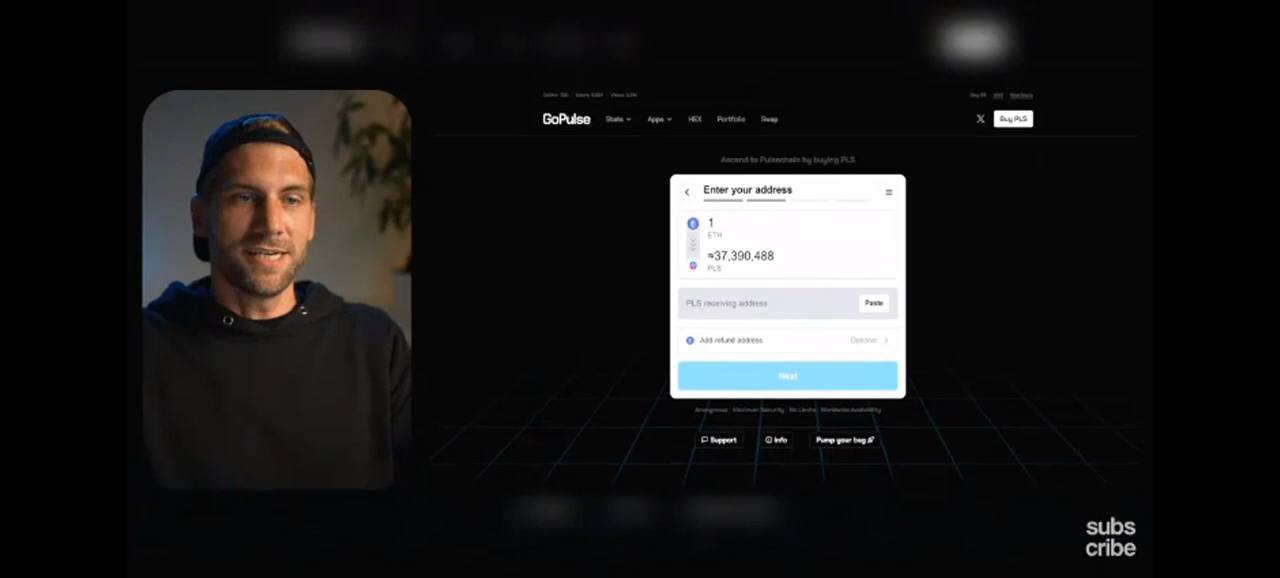 GoPulse Stats Apps HEX Portfolio Swap
Buy PLS
Ascend to Pulsechain by buying PLS
Enter your address
1
ETH
≈37,390,488
PLS
PLS receiving address Paste
Add refund address Optional
Next
Anonymous Maximum Security No Limits Worldwide Availability
Support Info Pump your bag
subs
cribe